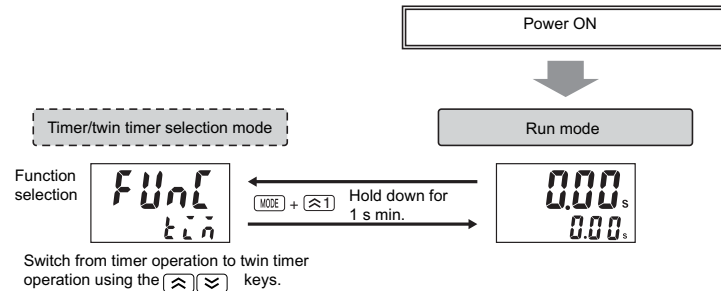 Power ON
Timer/twin timer selection mode
Run mode
Function
selection
FUnC
tim
MODE + 1
Hold down for
1 s min.
0.00 s
0.00 s
Switch from timer operation to twin timer
operation using the keys.